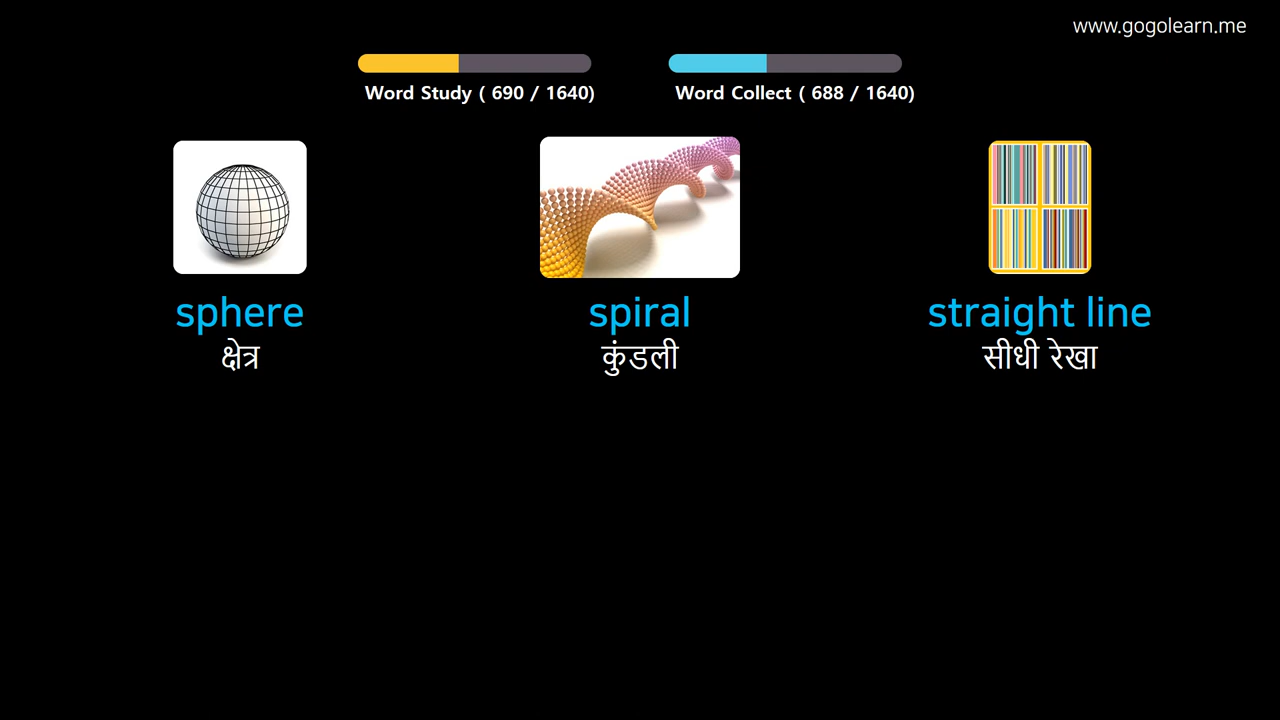 www.gogolearn.me
Word Study ( 690 / 1640)
Word Collect ( 688 / 1640)
sphere
क्षेत्र
spiral
कुंडली
straight line
सीधी रेखा